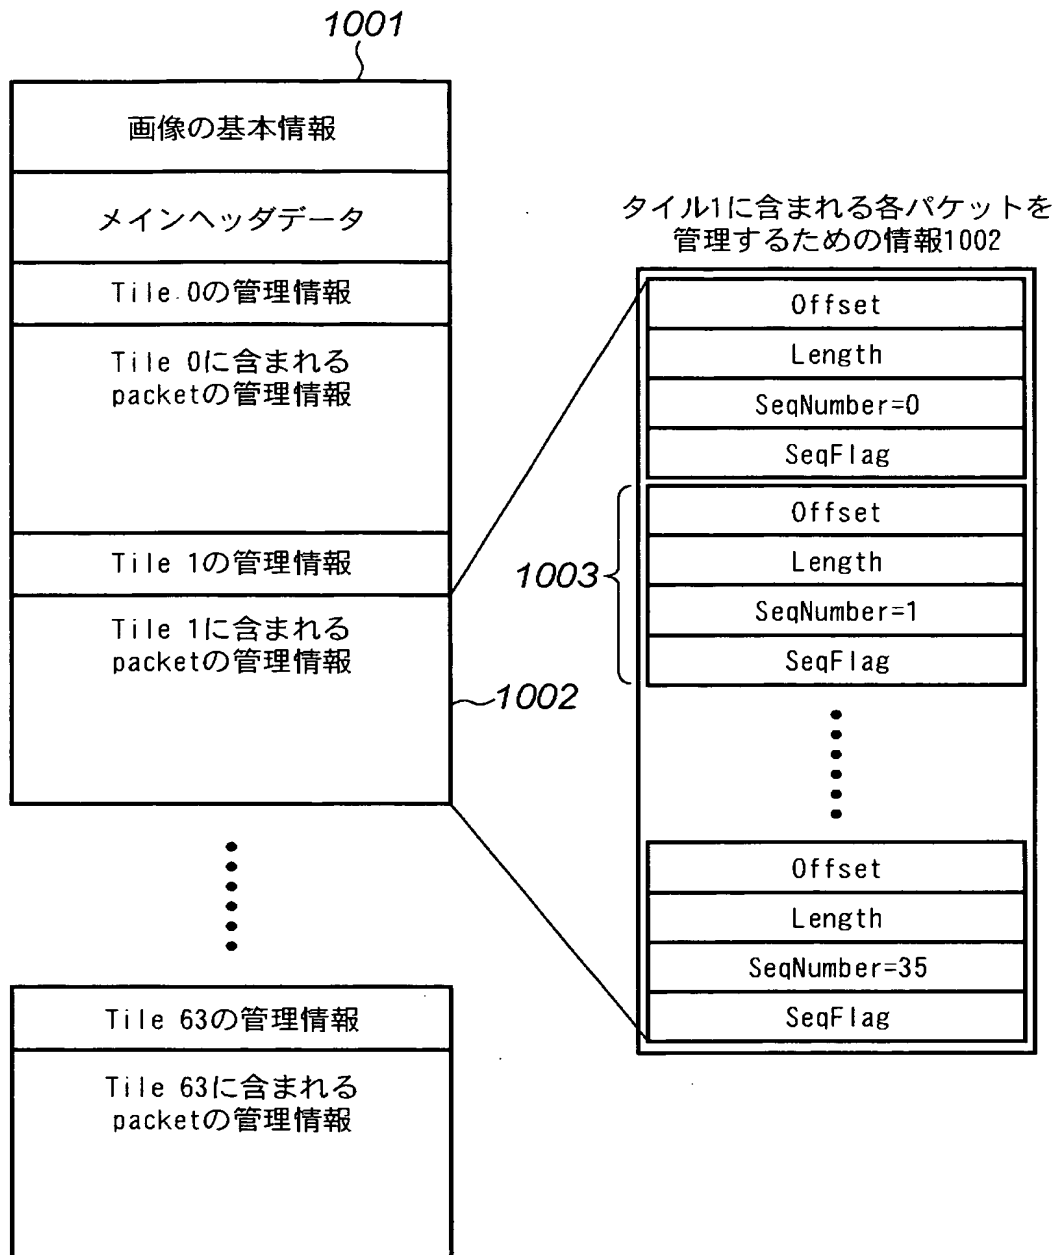 1001
画像の基本情報
メインヘッダデータ
Tile 0の管理情報
Tile 0に含まれる
packetの管理情報
Tile 1の管理情報
Tile 1に含まれる
packetの管理情報
1002
Tile 63の管理情報
Tile 63に含まれる
packetの管理情報
タイル1に含まれる各パケットを
管理するための情報1002
Offset
Length
SeqNumber=0
SeqFlag
1003
Offset
Length
SeqNumber=1
SeqFlag
Offset
Length
SeqNumber=35
SeqFlag